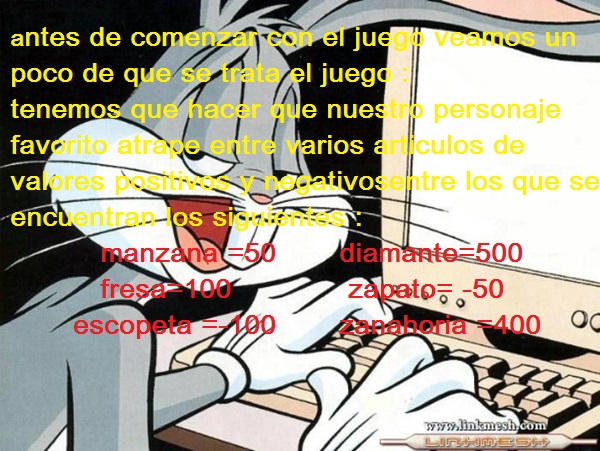 antes de comenzar con el juego veamos un
poco de que se trata el juego :
tenemos que hacer que nuestro personaje
favorito atrape entre varios articulos de
valores positivos y negativosentre los que se
encuentran los siguientes :
manzana =50 diamante=500
fresa=100 zapato= -50
escopeta =-100 zanahoria =400
www.linkmesh.com
LINKMESH